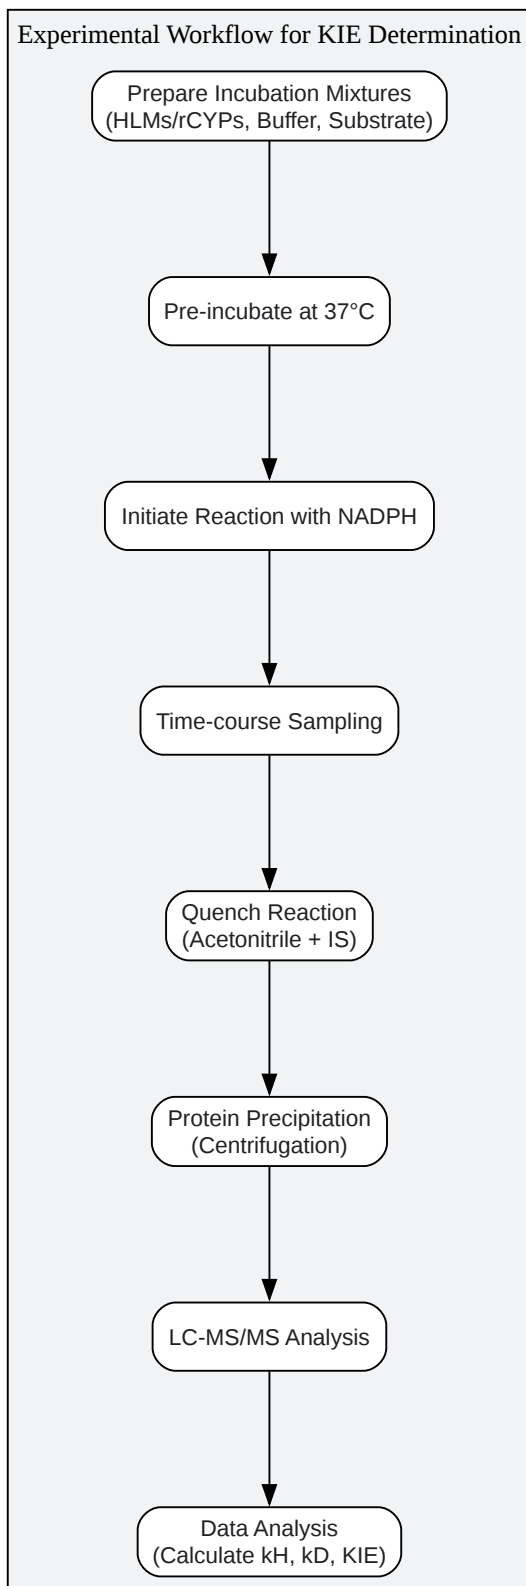 Experimental Workflow for KIE Determination
Prepare Incubation Mixtures
(HLMs/rCYPs, Buffer, Substrate)
Pre-incubate at 37°C
Initiate Reaction with NADPH
Time-course Sampling
Quench Reaction
(Acetonitrile + IS)
Protein Precipitation
(Centrifugation)
LC-MS/MS Analysis
Data Analysis
(Calculate kH, kD, KIE)